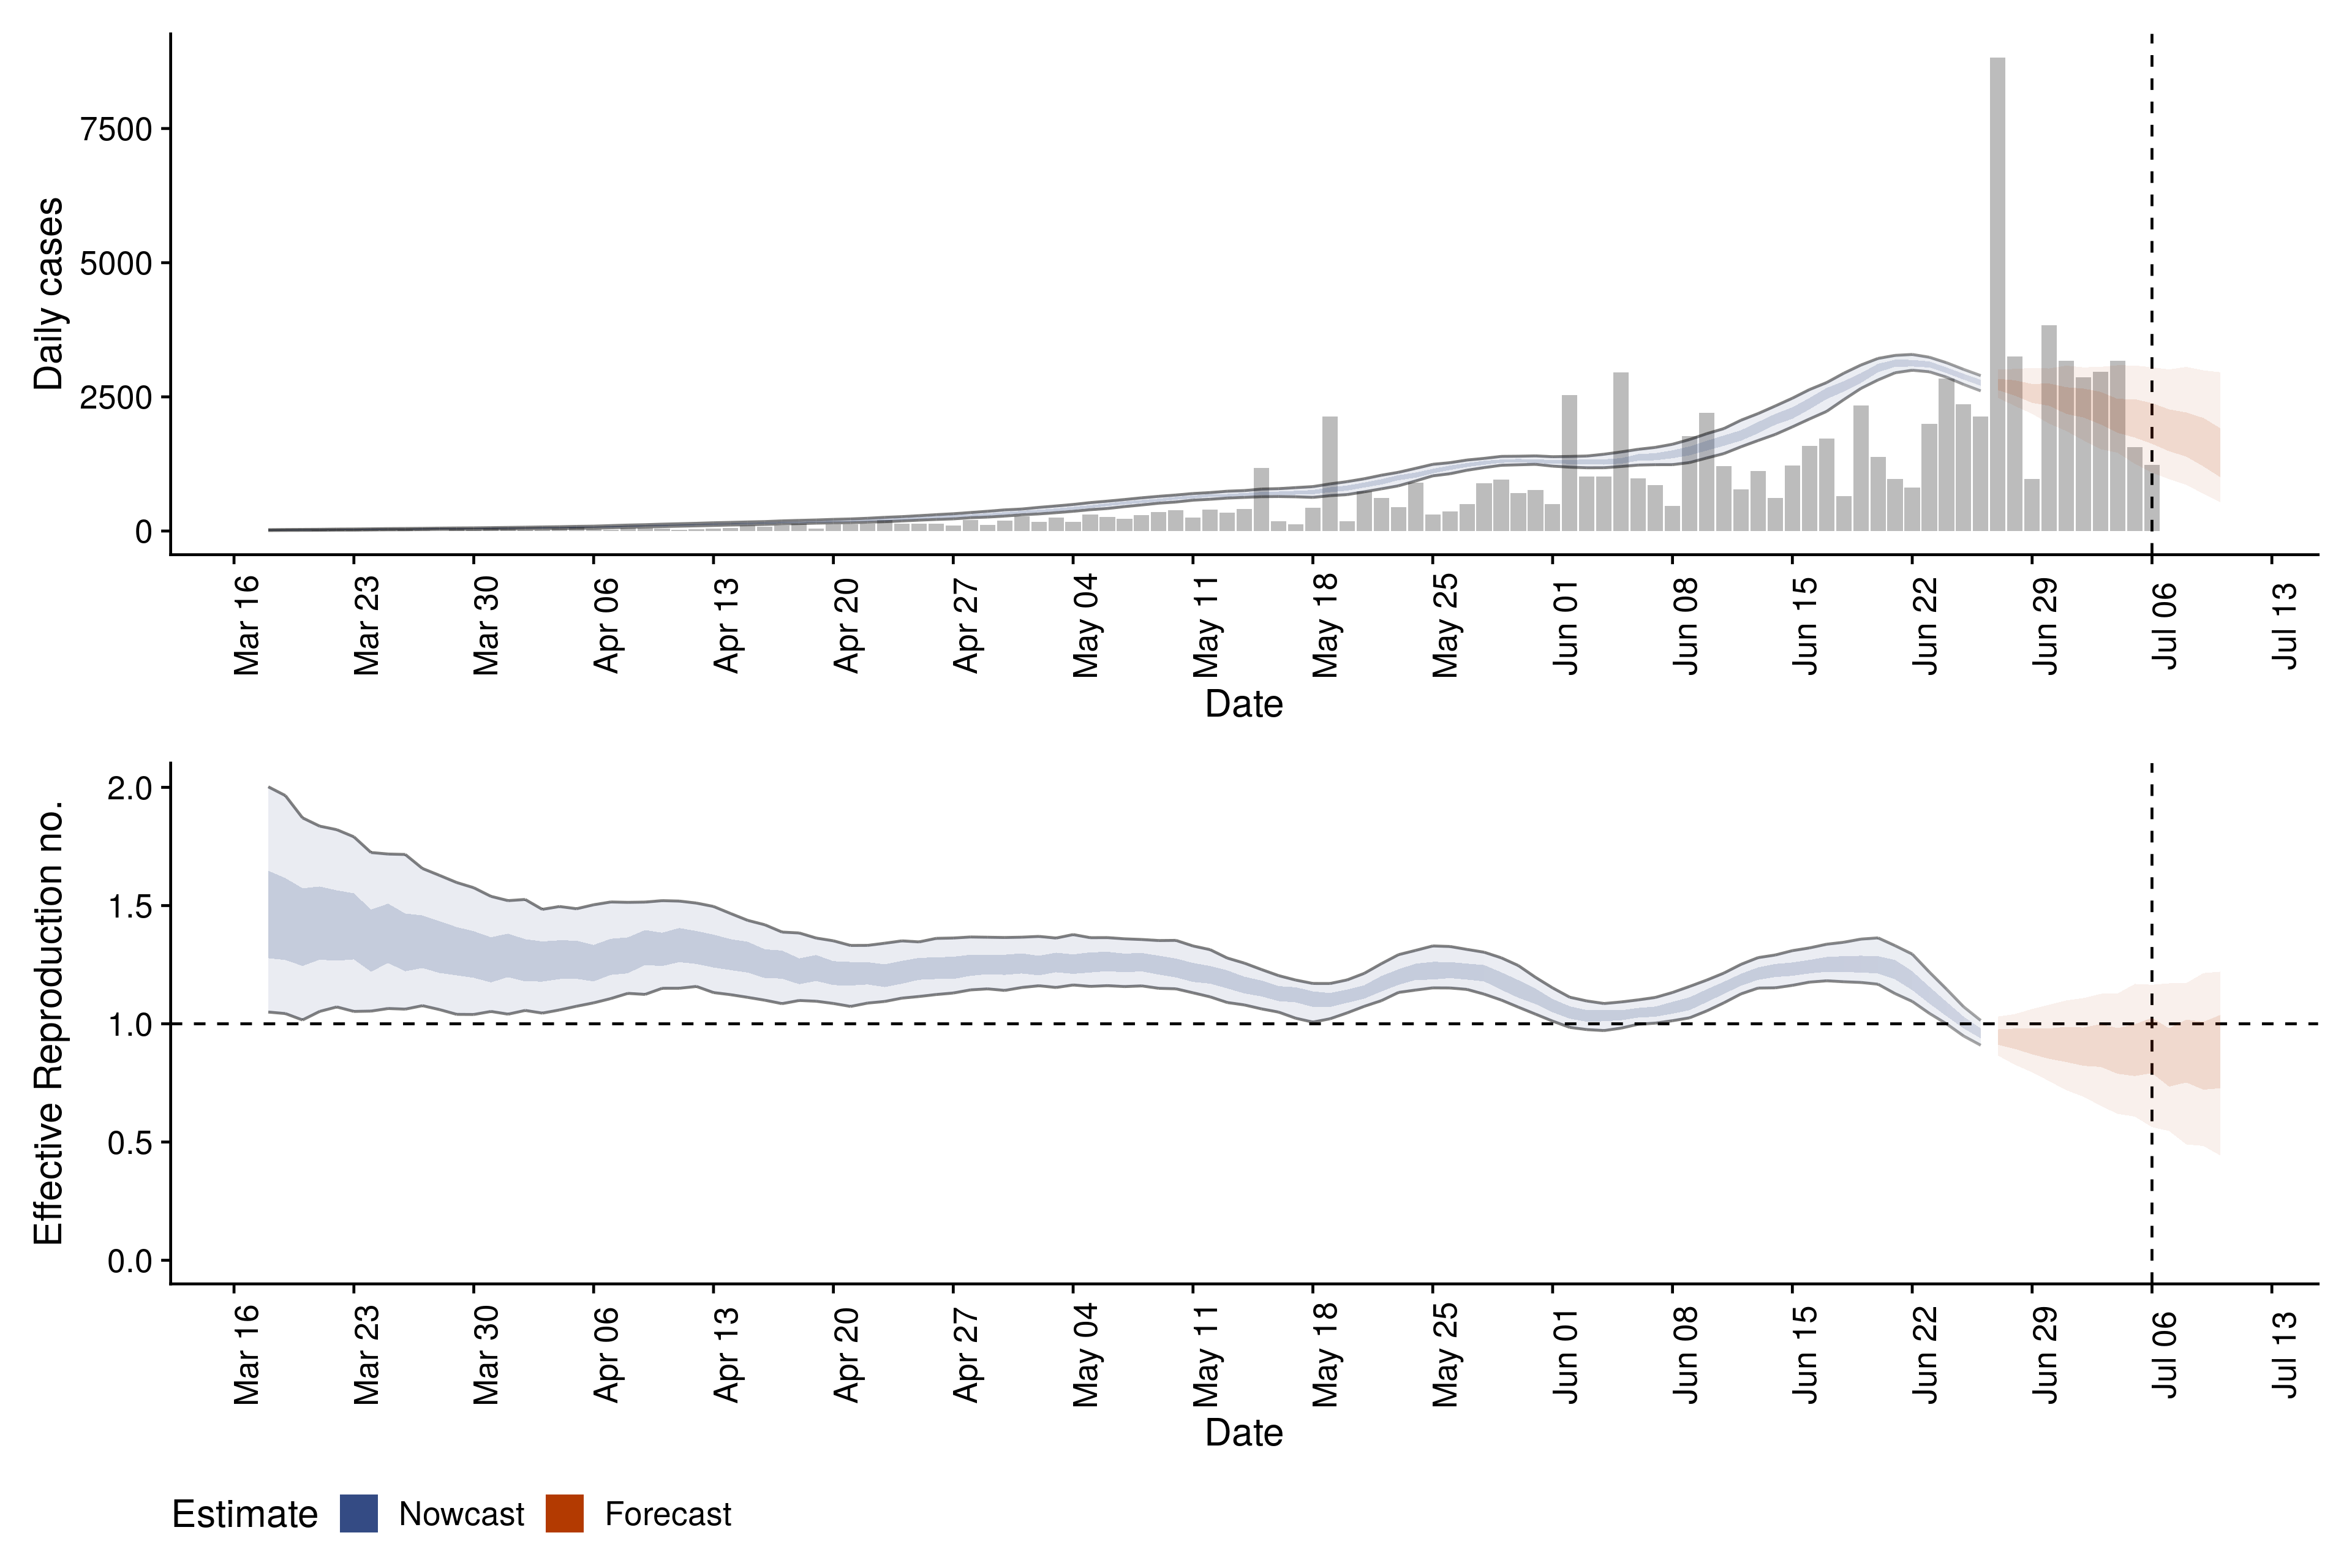 Daily cases
7500
5000
2500
0
Mar 16
Mar 23
Mar 30
Apr 06
Apr 13
Apr 20
Apr 27
May 04
May 11
May 18
May 25
Jun 01
Jun 08
Jun 15
Jun 22
Jun 29
Jul 06
Jul 13
Date
Effective Reproduction no.
2.0
1.5
1.0
0.5
0.0
Mar 16
Mar 23
Mar 30
Apr 06
Apr 13
Apr 20
Apr 27
May 04
May 11
May 18
May 25
Jun 01
Jun 08
Jun 15
Jun 22
Jun 29
Jul 06
Jul 13
Date
Estimate Nowcast Forecast